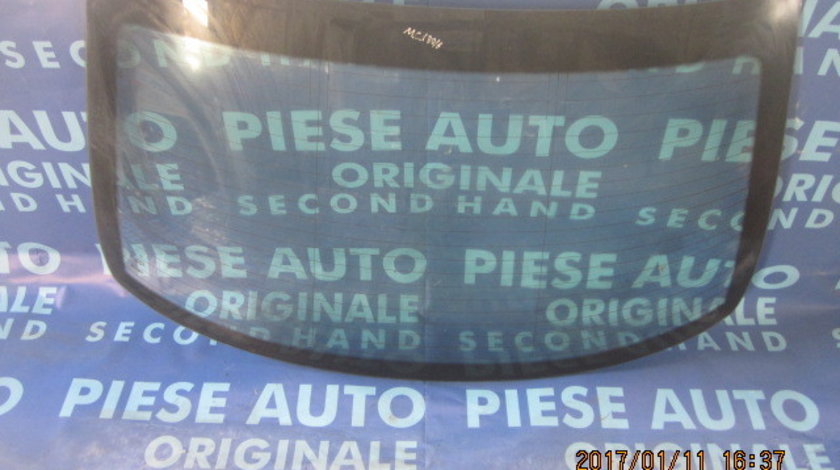 PIESE AUTO PIESE
ORIGINALE
SECOND HAND SECOND
PIESE AUTO PIESE AUTO
ORIGINALE ORIGINALE
SECOND HAND SECOND HAND
PIESE AUTO PIESE AUTO
ORIGINALE ORIGINALE
2017/01/11 16:37